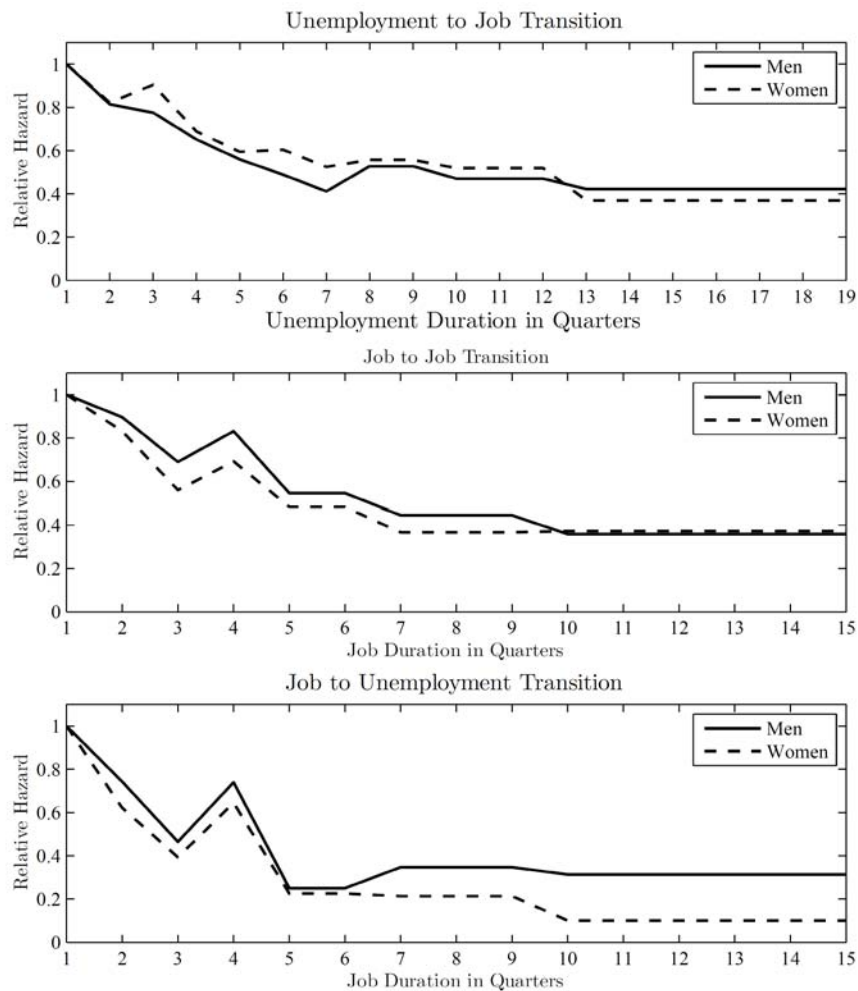 Unemployment to Job Transition
Relative Hazard
1
0.8
0.6
0.4
0.2
0
Men
Women
1 2 3 4 5 6 7 8 9 10 11 12 13 14 15 16 17 18 19
Unemployment Duration in Quarters
Job to Job Transition
Relative Hazard
1
0.8
0.6
0.4
0.2
0
Men
Women
1 2 3 4 5 6 7 8 9 10 11 12 13 14 15
Job Duration in Quarters
Job to Unemployment Transition
Relative Hazard
1
0.8
0.6
0.4
0.2
0
Men
Women
1 2 3 4 5 6 7 8 9 10 11 12 13 14 15
Job Duration in Quarters